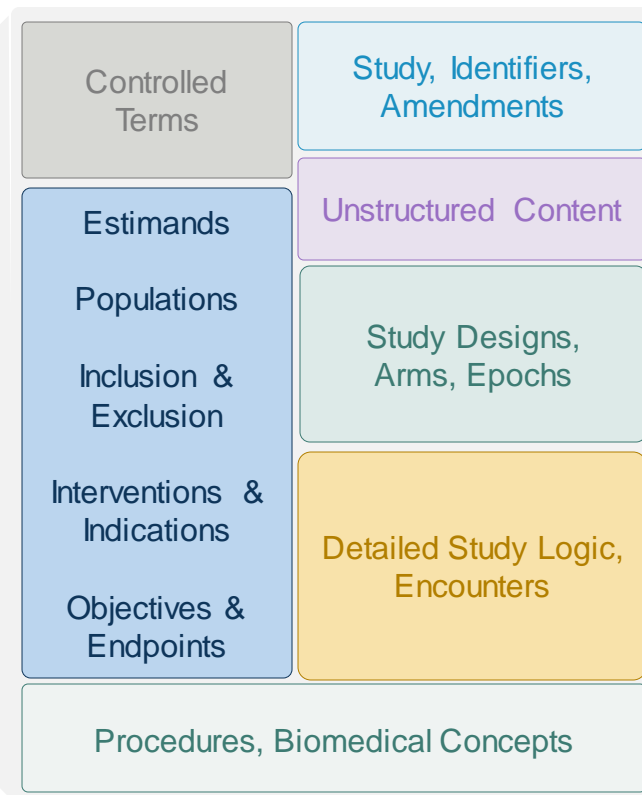 Controlled
Terms
Study, Identifiers,
Amendments
Unstructured Content
Estimands
Populations
Inclusion &
Exclusion
Interventions &
Indications
Objectives &
Endpoints
Study Designs,
Arms, Epochs
Detailed Study Logic,
Encounters
Procedures, Biomedical Concepts